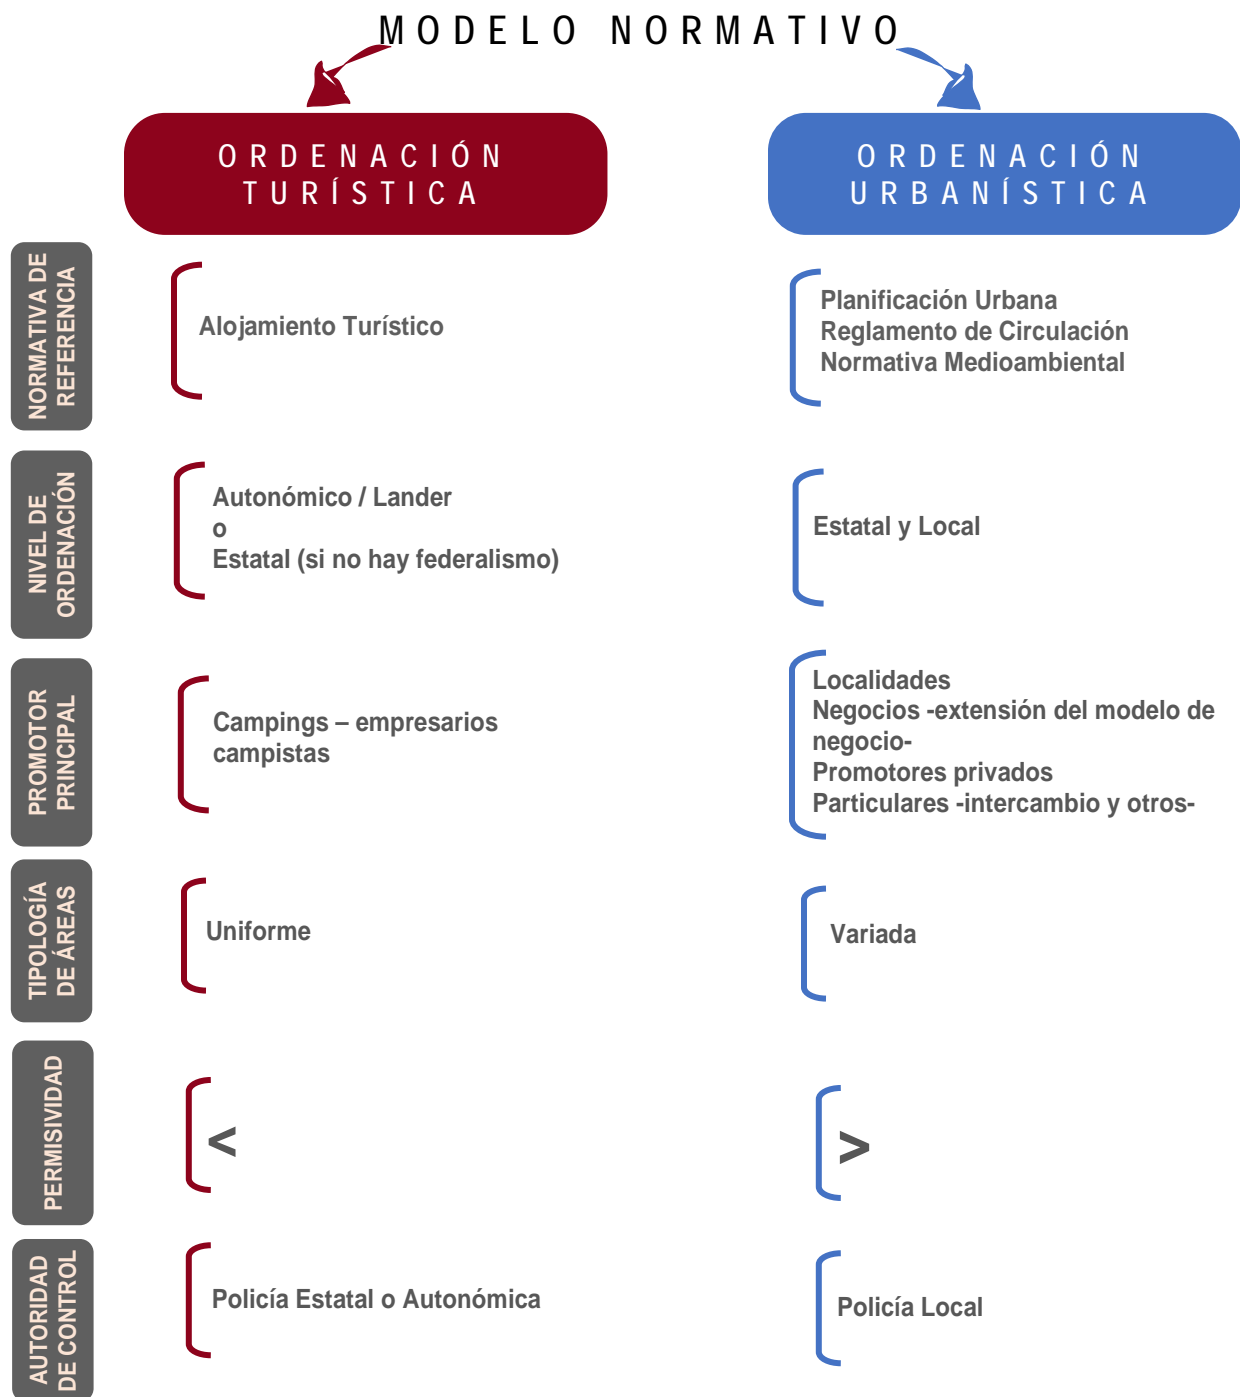 MODELO NORMATIVO
ORDENACIÓN
TURÍSTICA
ORDENACIÓN
URBANÍSTICA
NORMATIVA DE
REFERENCIA
Alojamiento Turístico
Planificación Urbana
Reglamento de Circulación
Normativa Medioambiental
NIVEL DE
ORDENACIÓN
Autonómico / Lander
o
Estatal (si no hay federalismo)
Estatal y Local
PROMOTOR
PRINCIPAL
Campings – empresarios
campistas
Localidades
Negocios -extensión del modelo de
negocio-
Promotores privados
Particulares -intercambio y otros-
TIPOLOGÍA
DE ÁREAS
Uniforme
Variada
PERMISIVIDAD
<
>
AUTORIDAD
DE CONTROL
Policía Estatal o Autonómica
Policía Local